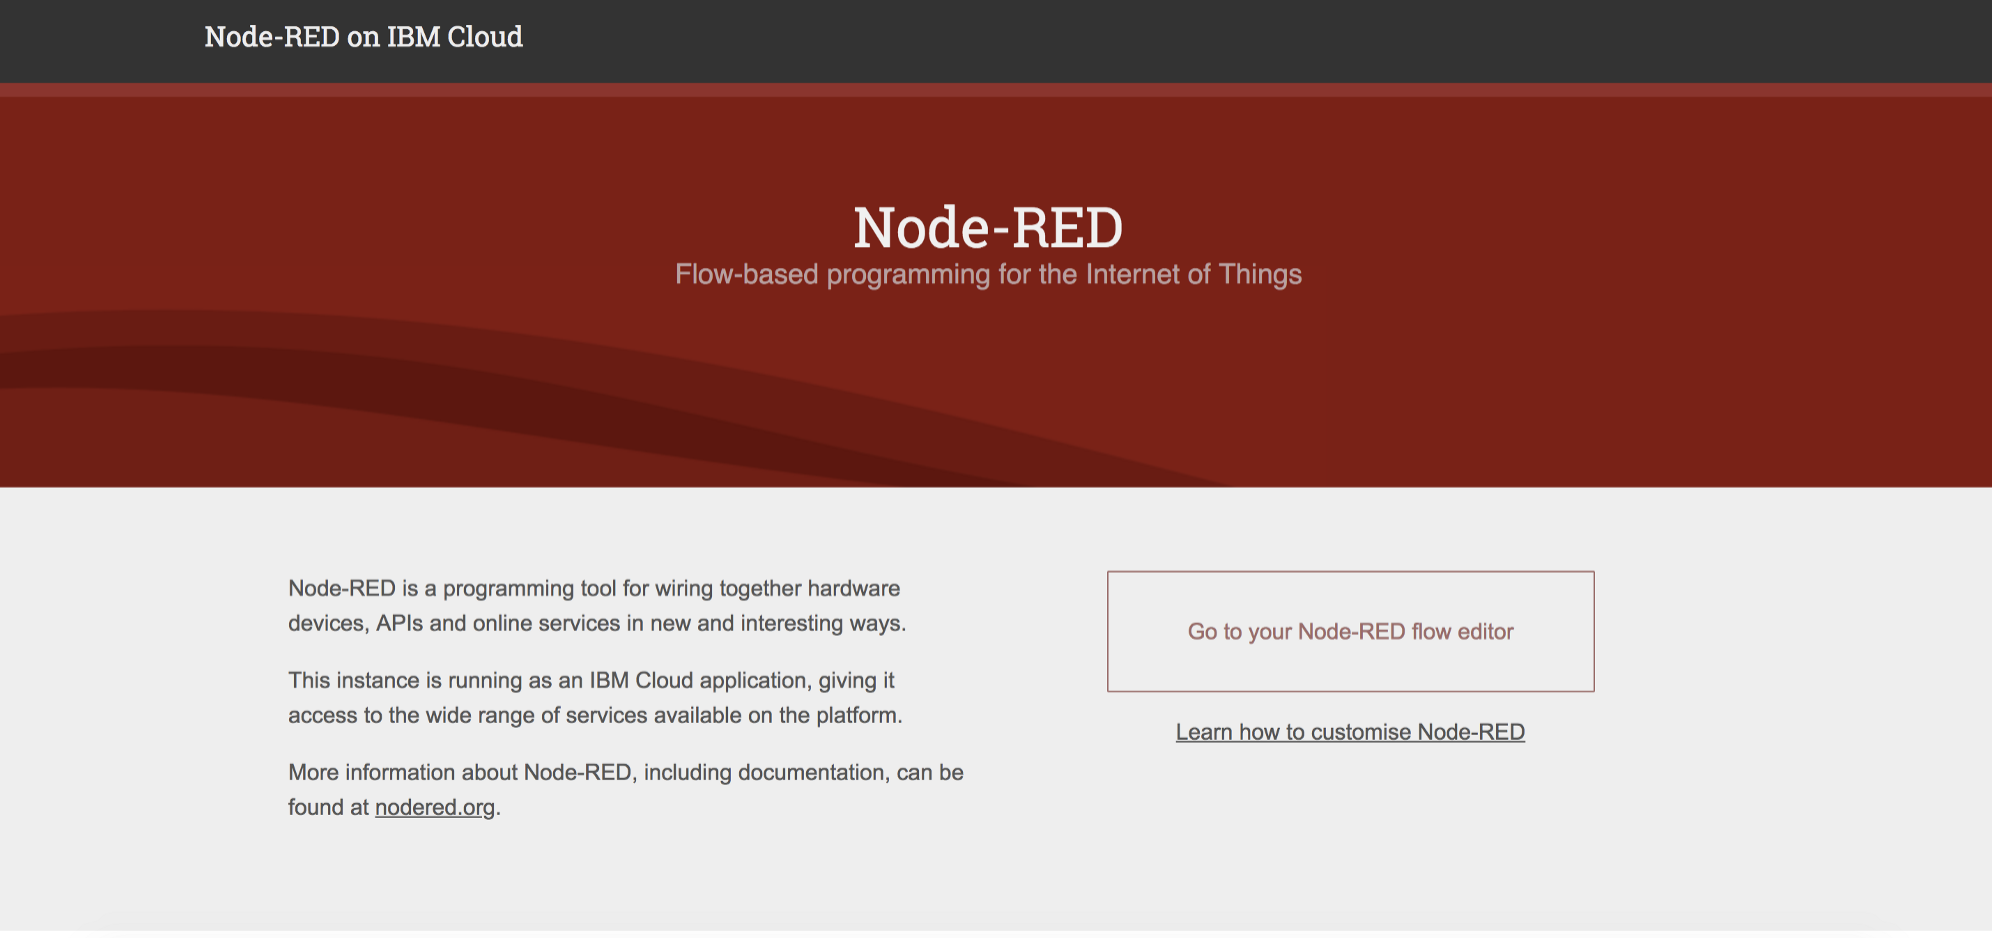 Node-RED on IBM Cloud
Node-RED
Flow-based programming for the Internet of Things
Node-RED is a programming tool for wiring together hardware
devices, APIs and online services in new and interesting ways.
This instance is running as an IBM Cloud application, giving it
access to the wide range of services available on the platform.
More information about Node-RED, including documentation, can be
found at nodered.org.
Go to your Node-RED flow editor
Learn how to customise Node-RED